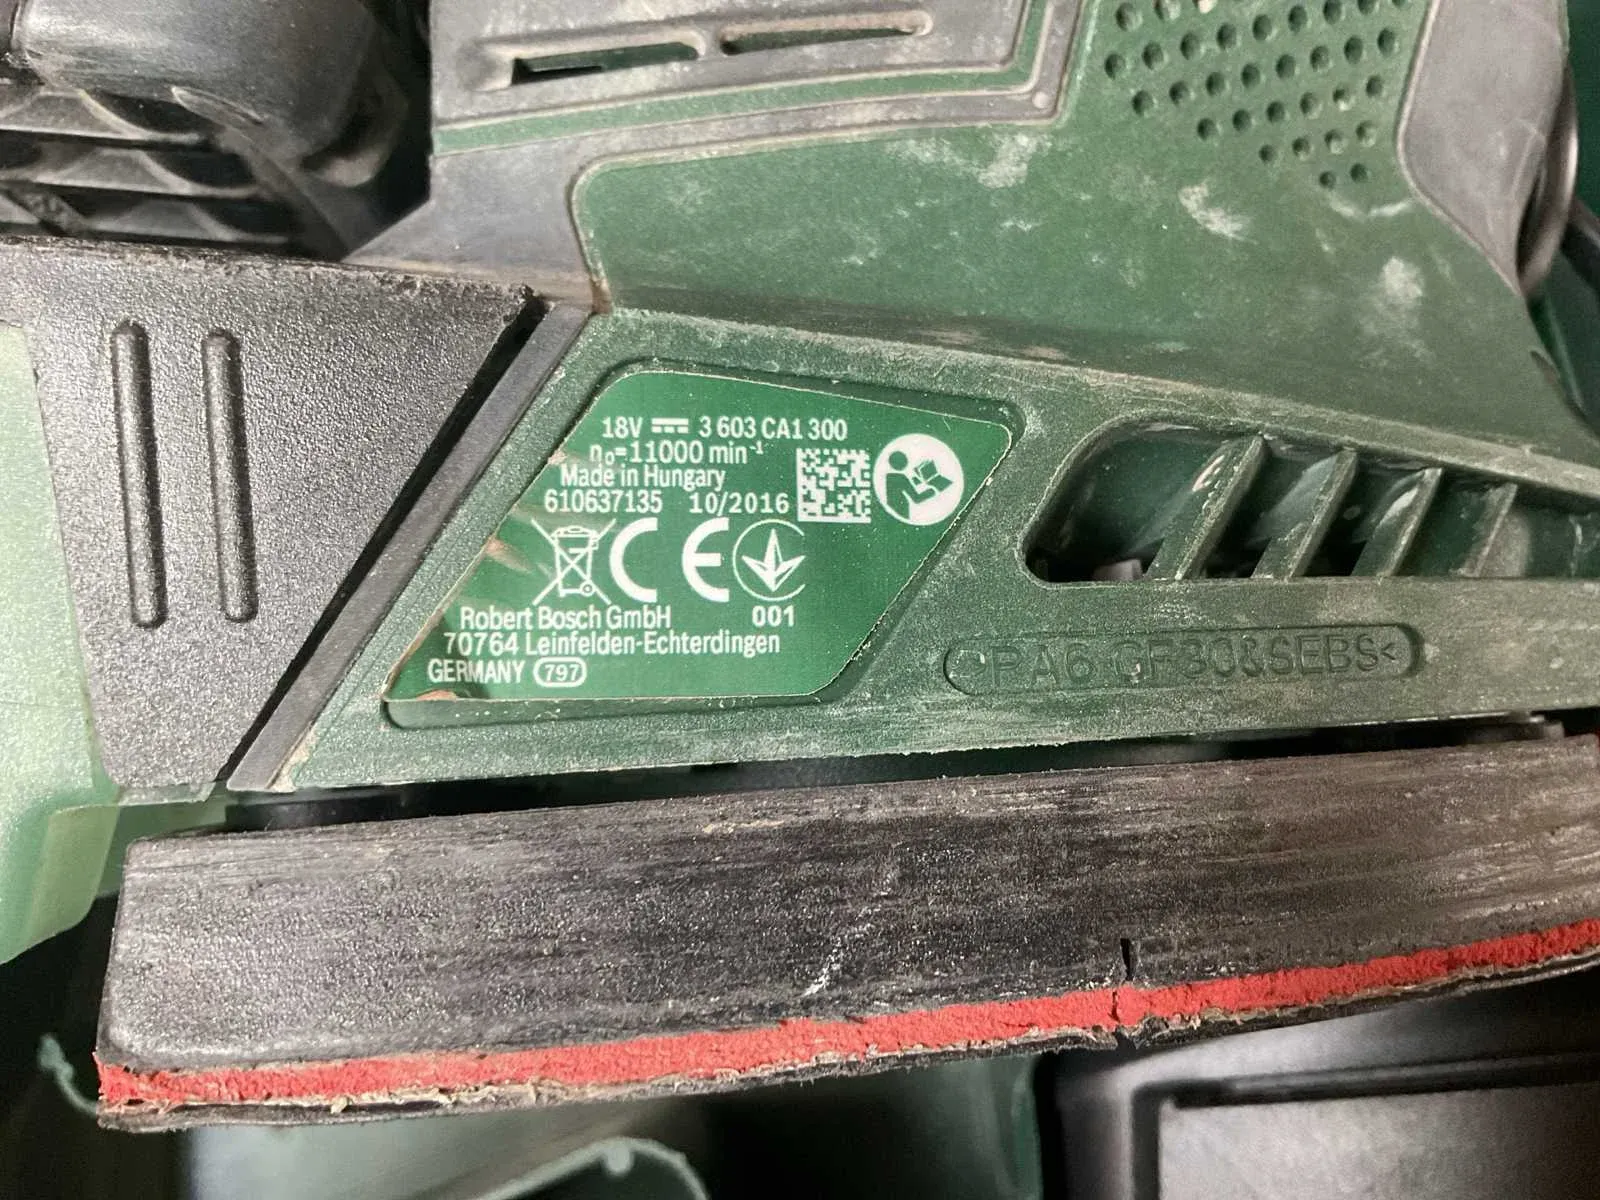 18V 3 603 CA1 300
n₀=11000 min⁻¹
Made in Hungary
610637135 10/2016
CE
001
Robert Bosch GmbH
70764 Leinfelden-Echterdingen
GERMANY 797
>PA6 GF30&SEBS<